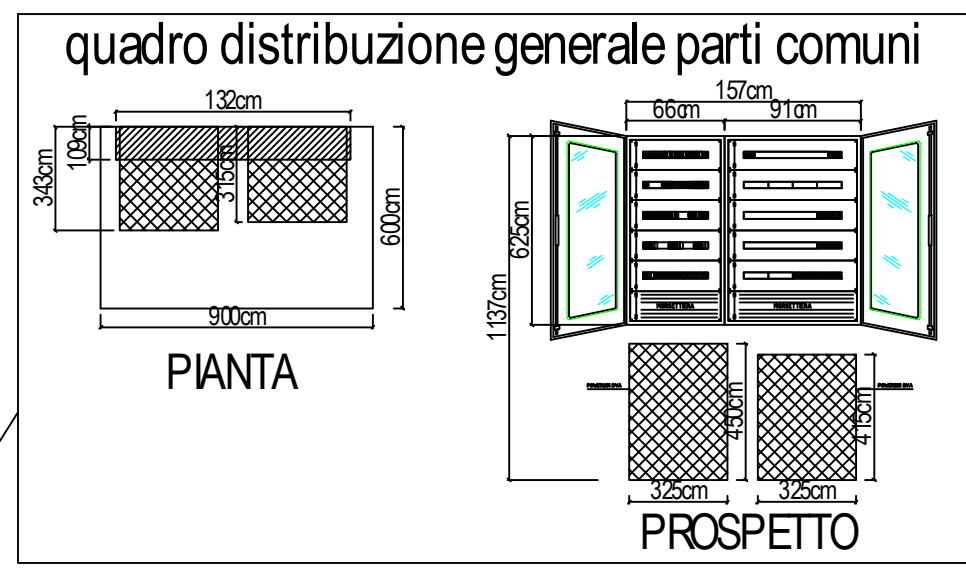 quadro distribuzione generale parti comuni
132cm
109cm
343cm
315cm
600cm
900cm
PIANTA
157cm
66cm
91cm
625cm
1137cm
MORSETTIERA
MORSETTIERA
450cm
415cm
325cm
325cm
PROSPETTO